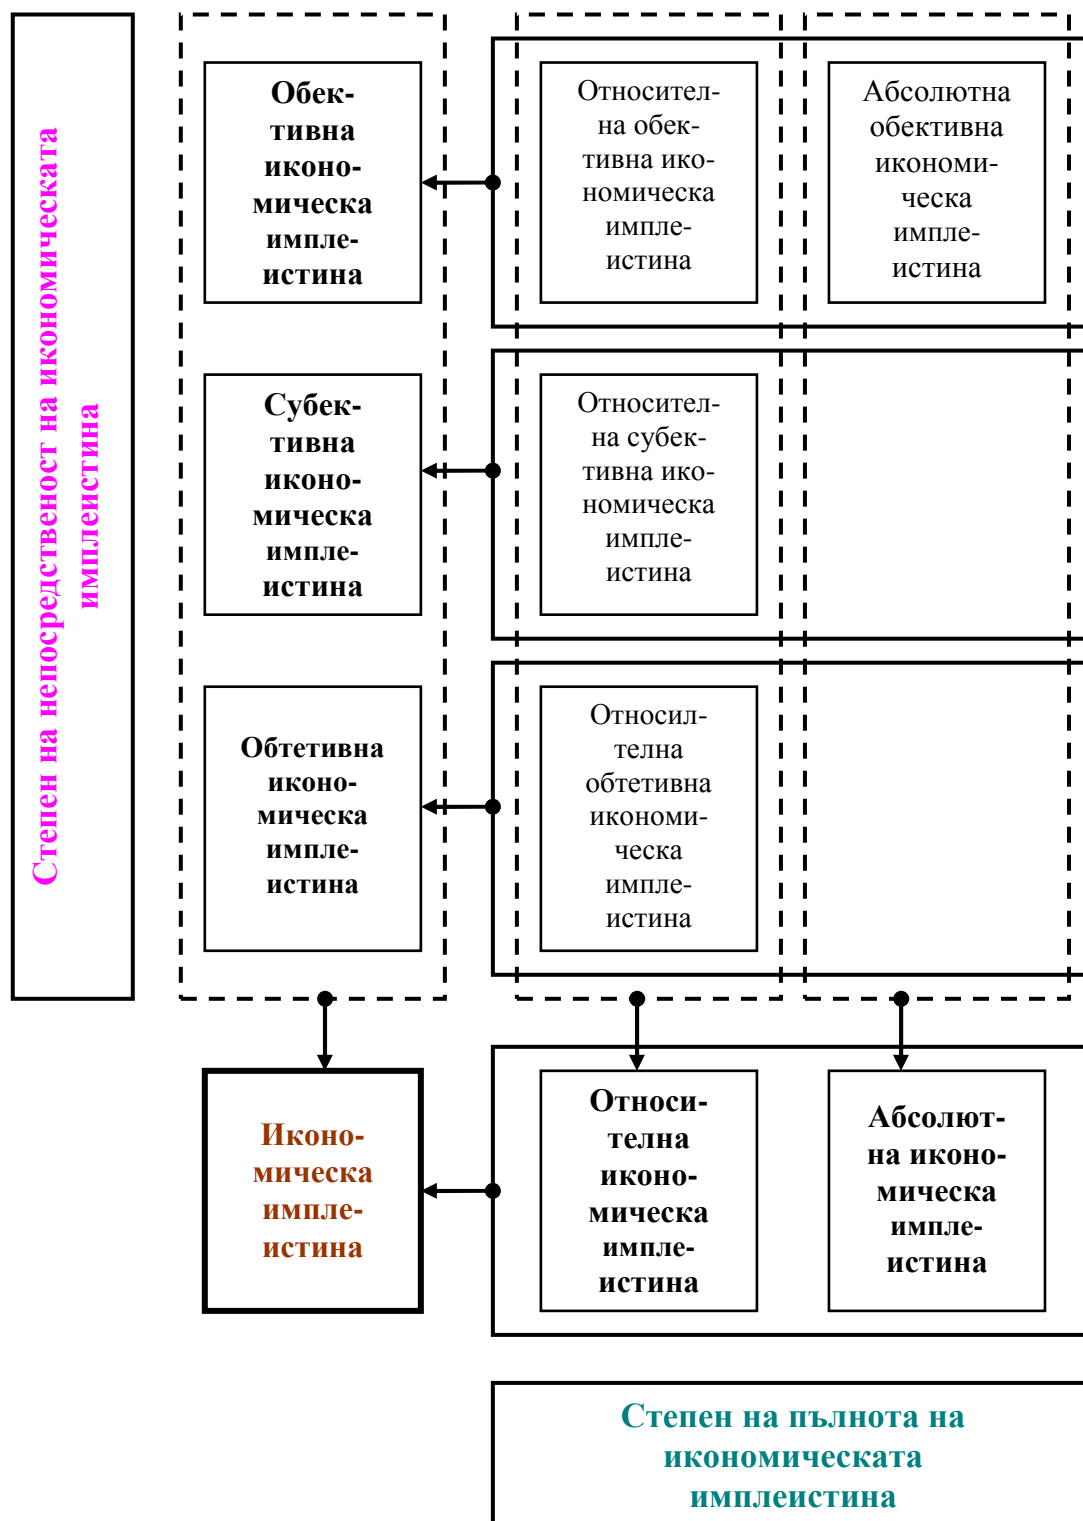 Степен на непосредственост на икономическата
имплеистина
Обек-
тивна
иконо-
мическа
импле-
истина
Относител-
на обек-
тивна ико-
номическа
импле-
истина
Абсолютна
обективна
икономи-
ческа
импле-
истина
Субек-
тивна
иконо-
мическа
импле-
истина
Относител-
на субек-
тивна ико-
номическа
импле-
истина
Обтетивна
иконо-
мическа
импле-
истина
Относил-
телна
обтетивна
икономи-
ческа
импле-
истина
Иконо-
мическа
импле-
истина
Относи-
телна
иконо-
мическа
импле-
истина
Абсолют-
на иконо-
мическа
импле-
истина
Степен на пълнота на
икономическата
имплеистина